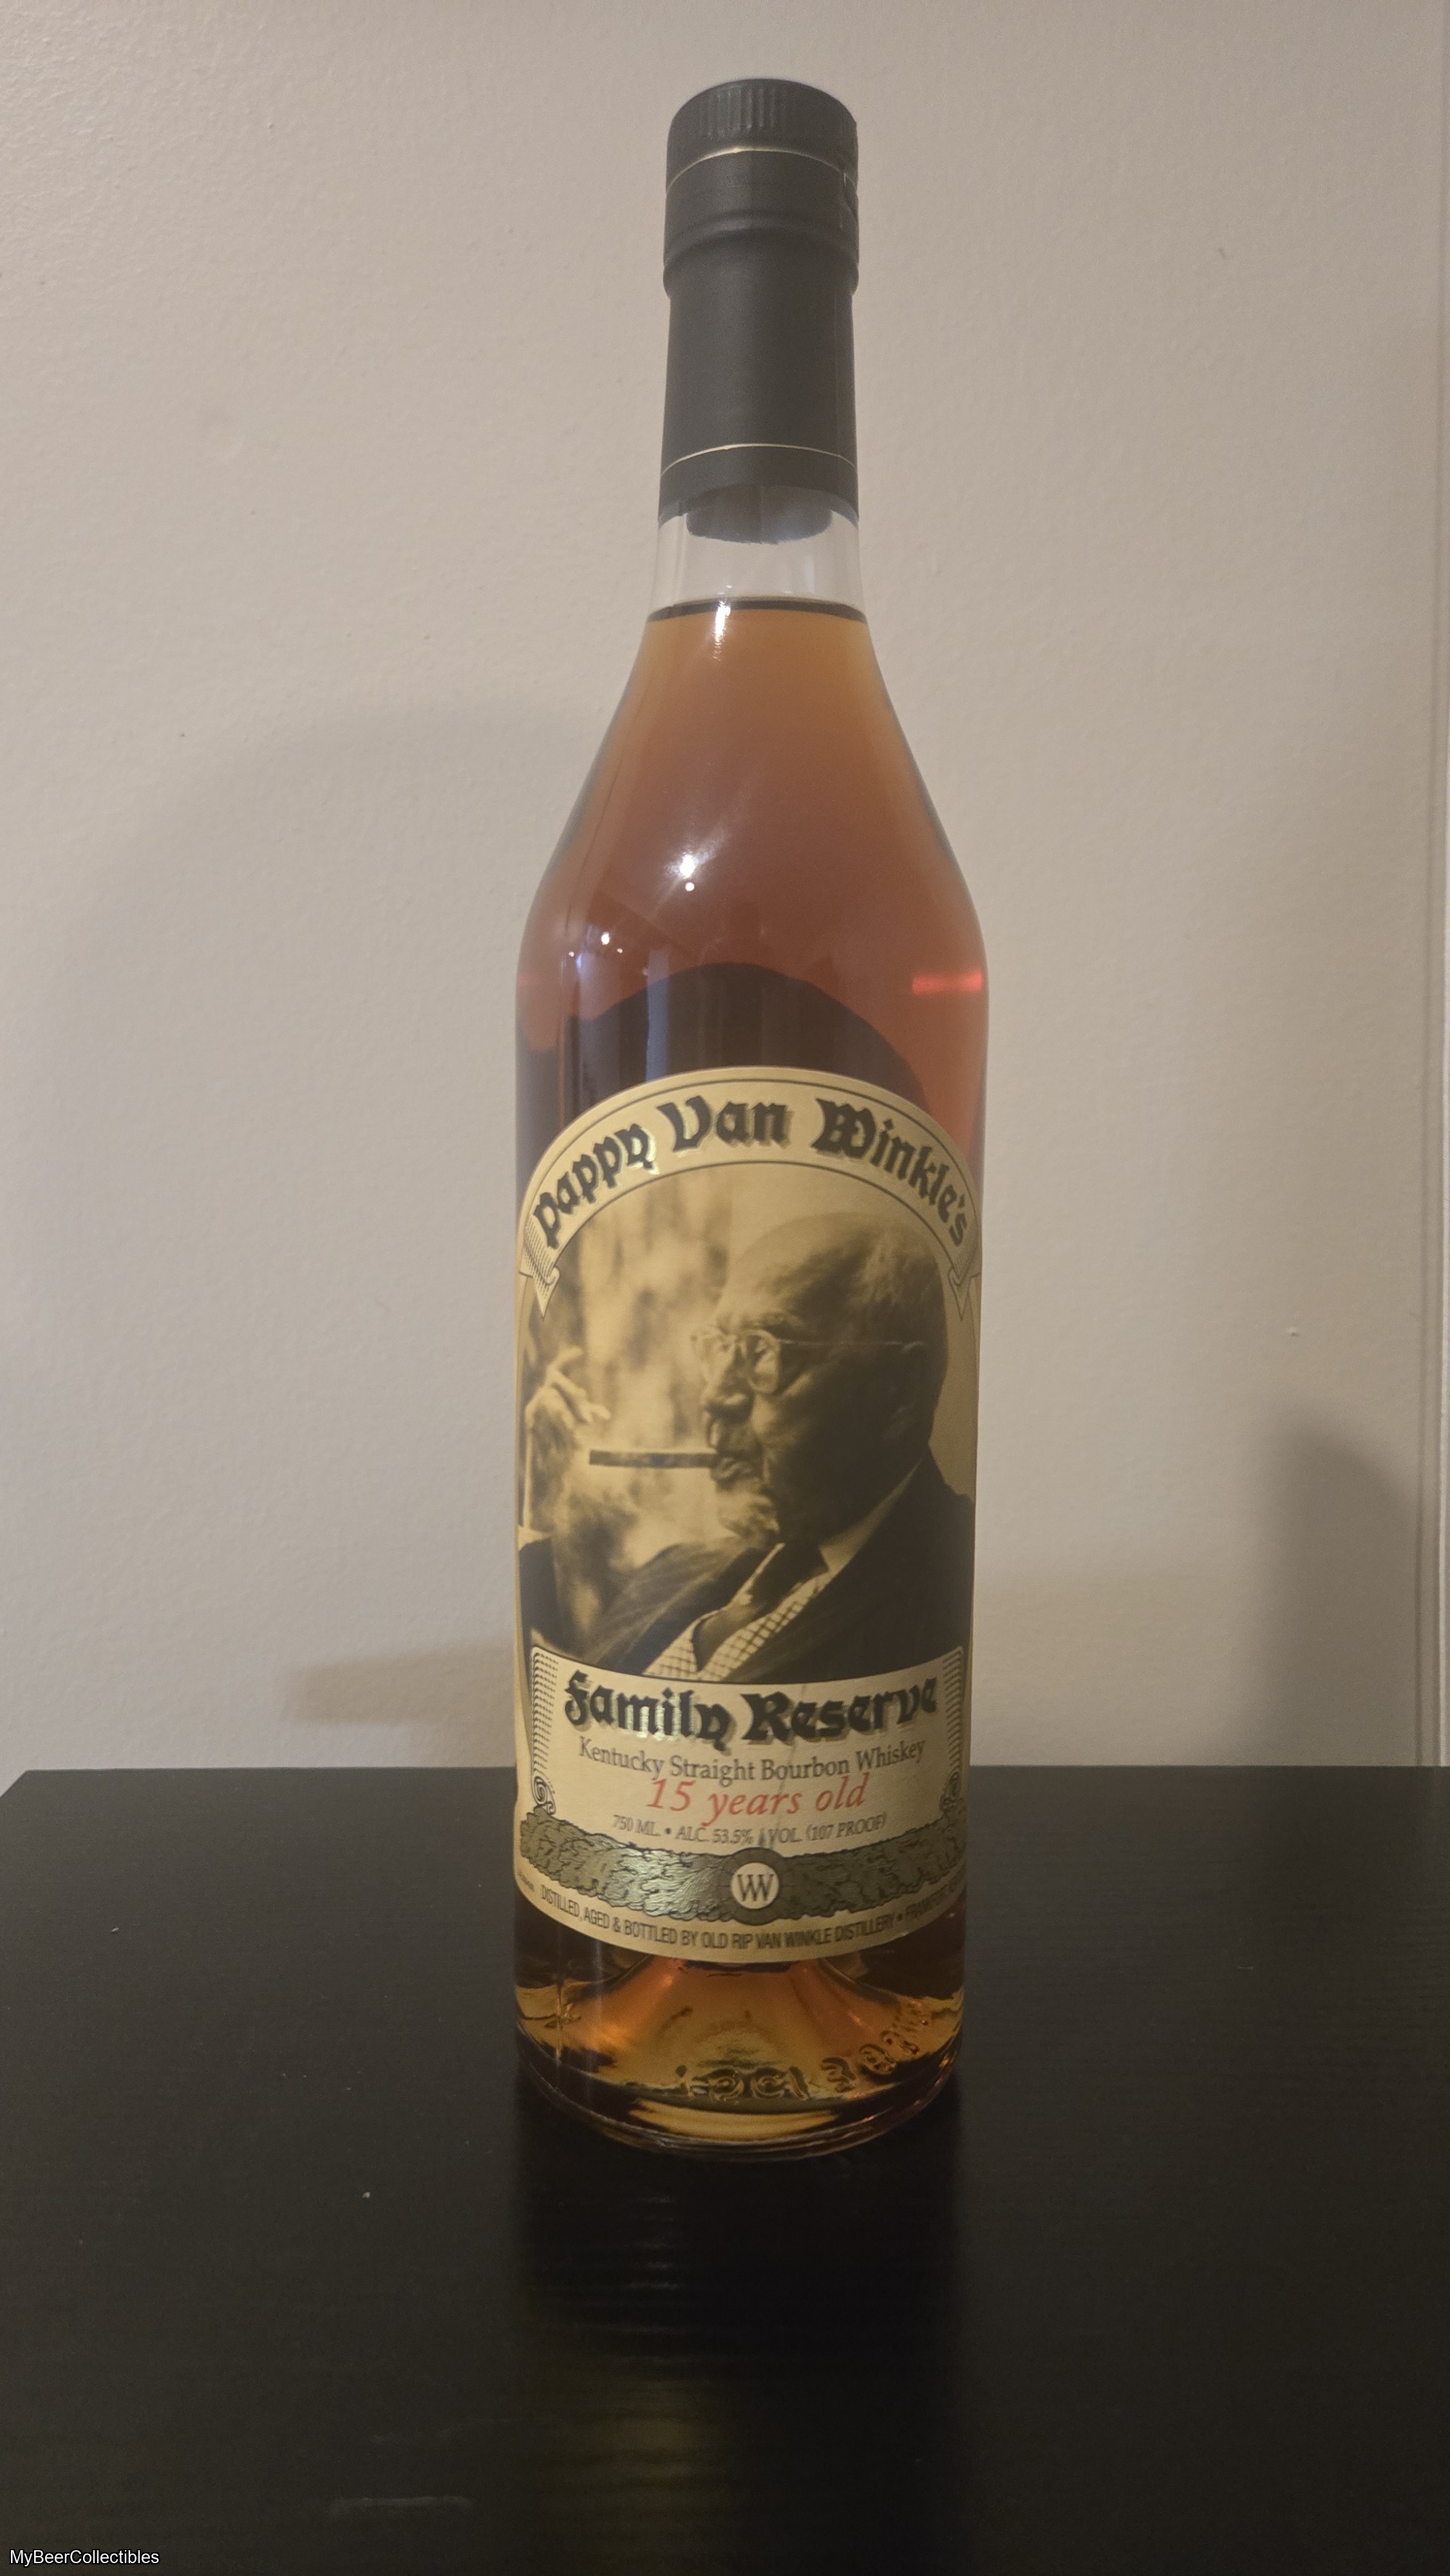 Pappy Van Winkle's
Family Reserve
Kentucky Straight Bourbon Whiskey
15 years old
750 ML. • ALC. 53.5% / VOL. (107 PROOF)
VW
DISTILLED, AGED & BOTTLED BY OLD RIP VAN WINKLE DISTILLERY •
MyBeerCollectibles